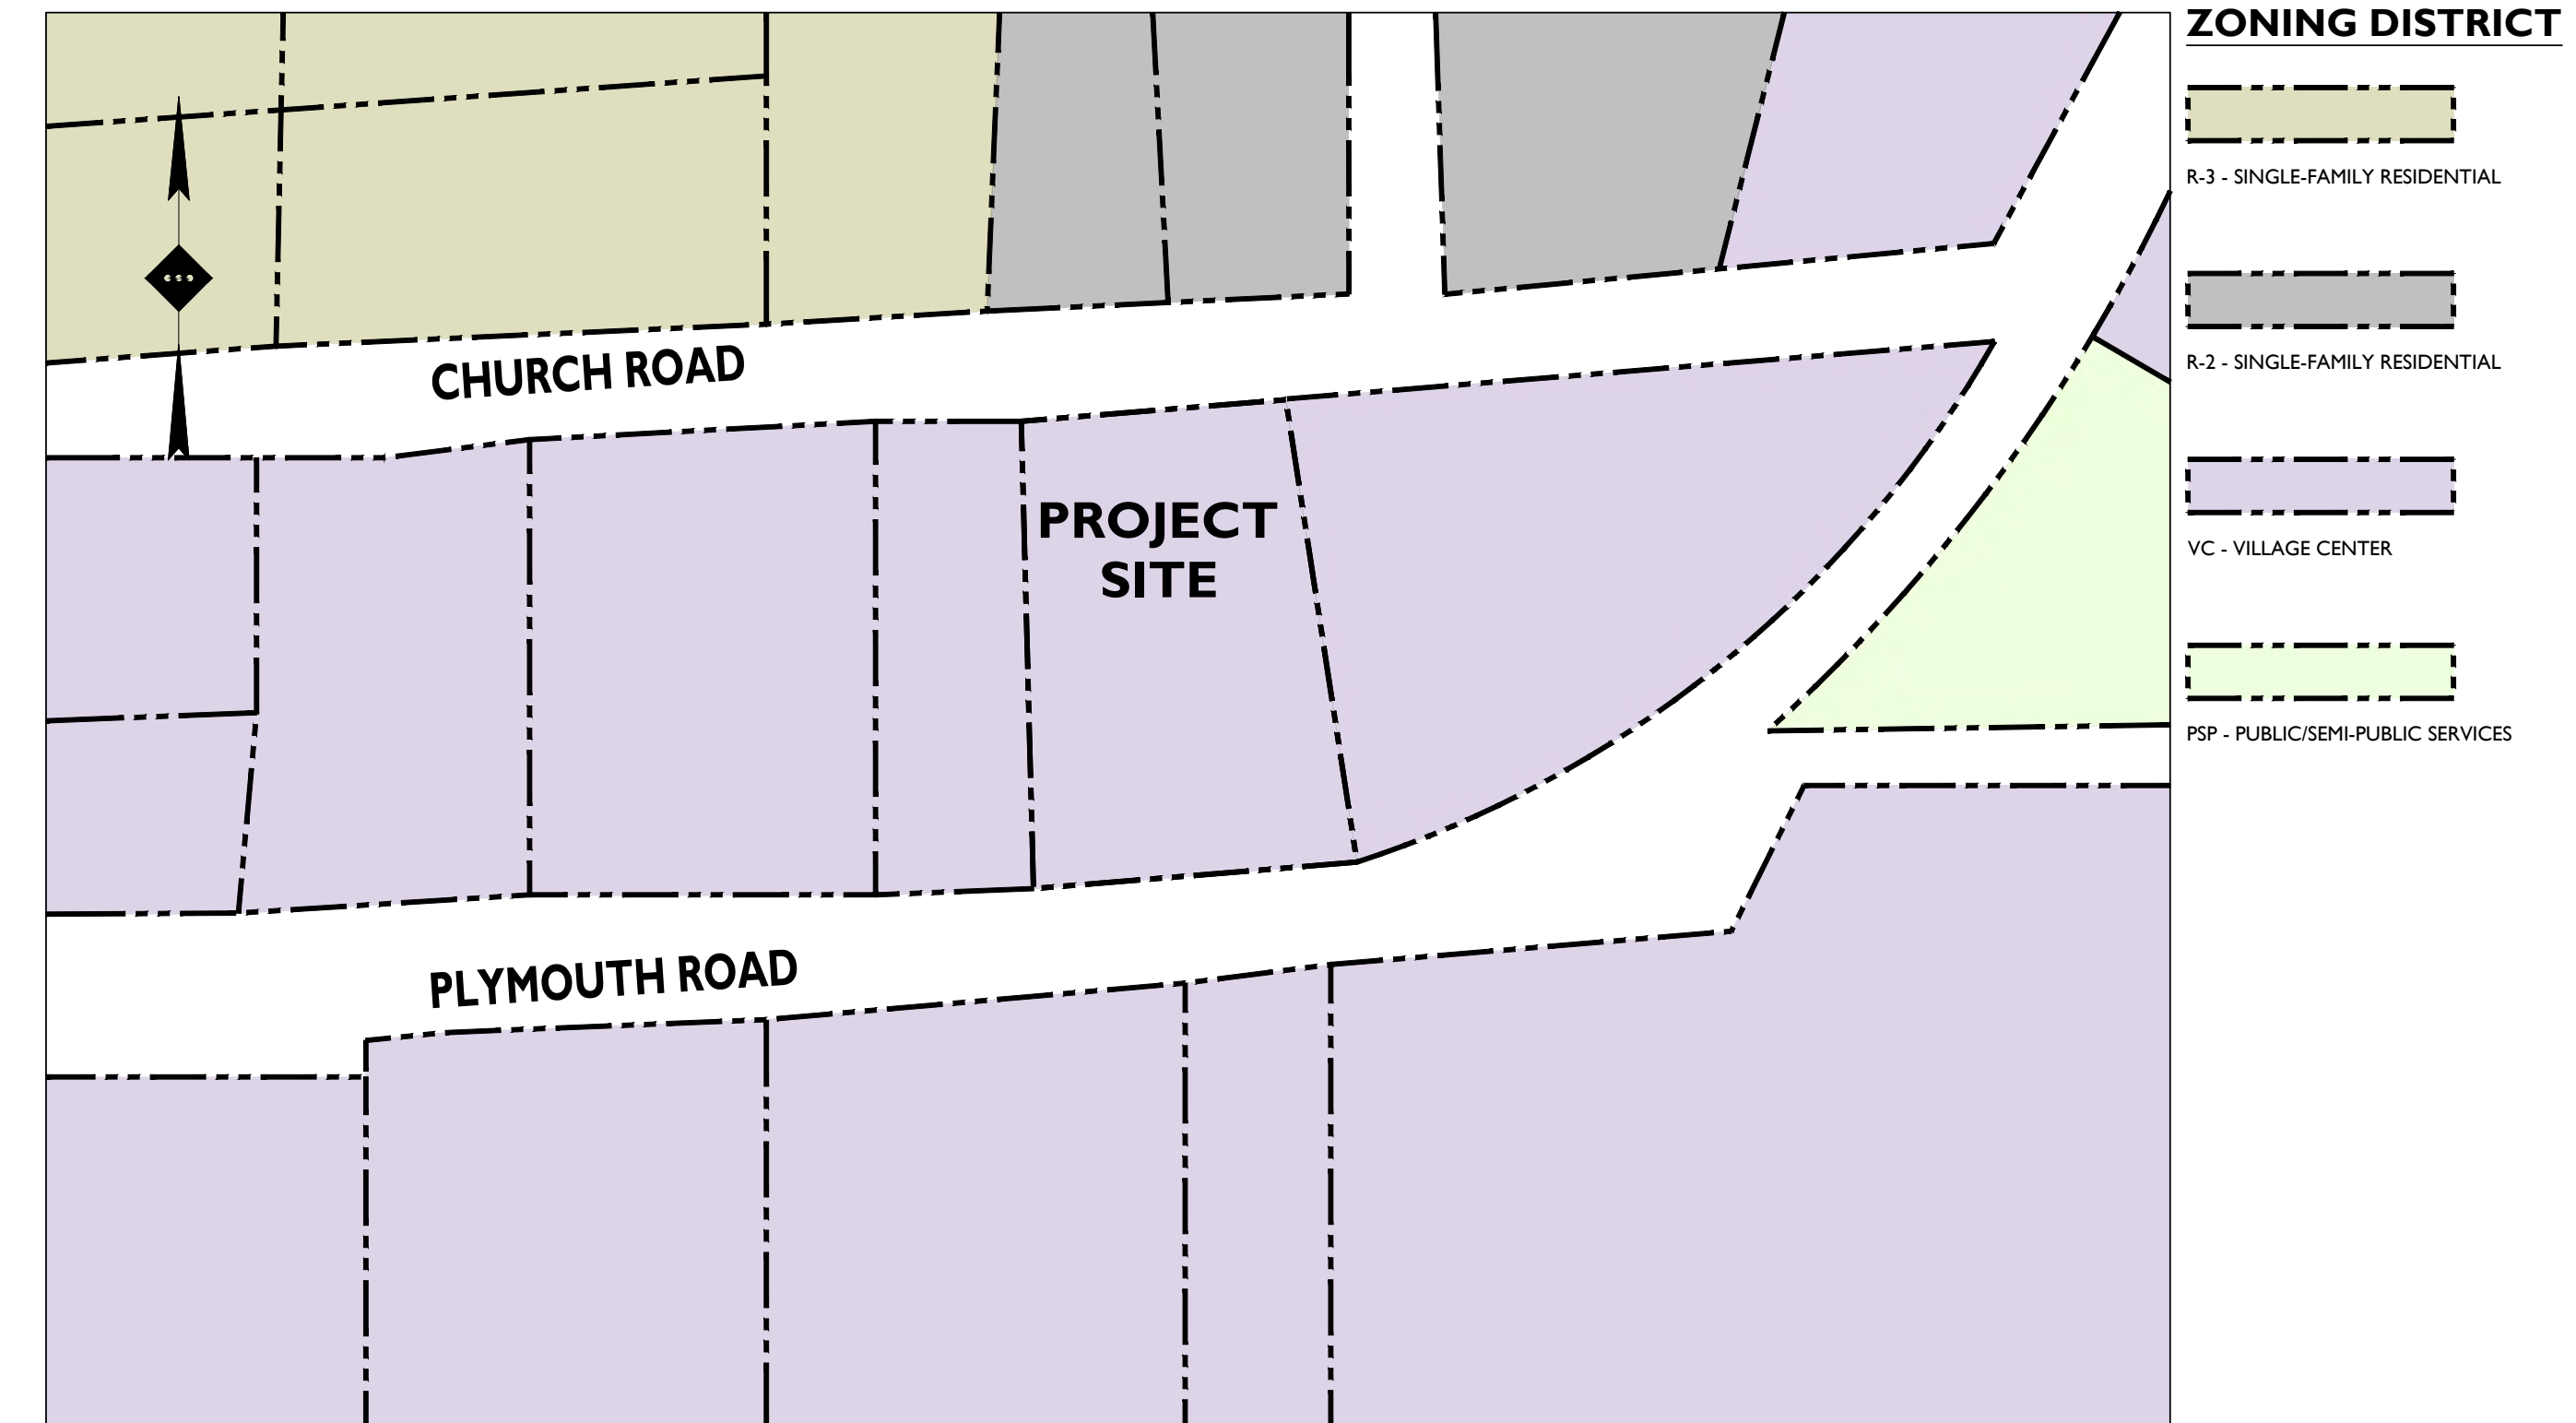 ZONING DISTRICT
R-3 - SINGLE-FAMILY RESIDENTIAL
R-2 - SINGLE-FAMILY RESIDENTIAL
VC - VILLAGE CENTER
PSP - PUBLIC/SEMI-PUBLIC SERVICES
CHURCH ROAD
PROJECT
SITE
PLYMOUTH ROAD